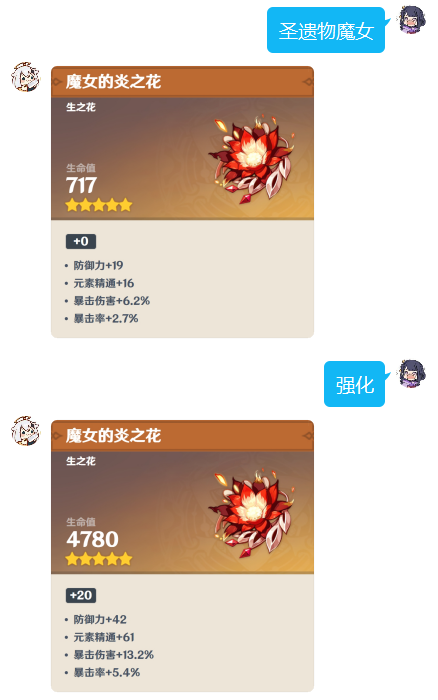 圣遗物魔女
魔女的炎之花
生之花
生命值
717
+0
• 防御力+19
• 元素精通+16
• 暴击伤害+6.2%
• 暴击率+2.7%
强化
魔女的炎之花
生之花
生命值
4780
+20
• 防御力+42
• 元素精通+61
• 暴击伤害+13.2%
• 暴击率+5.4%